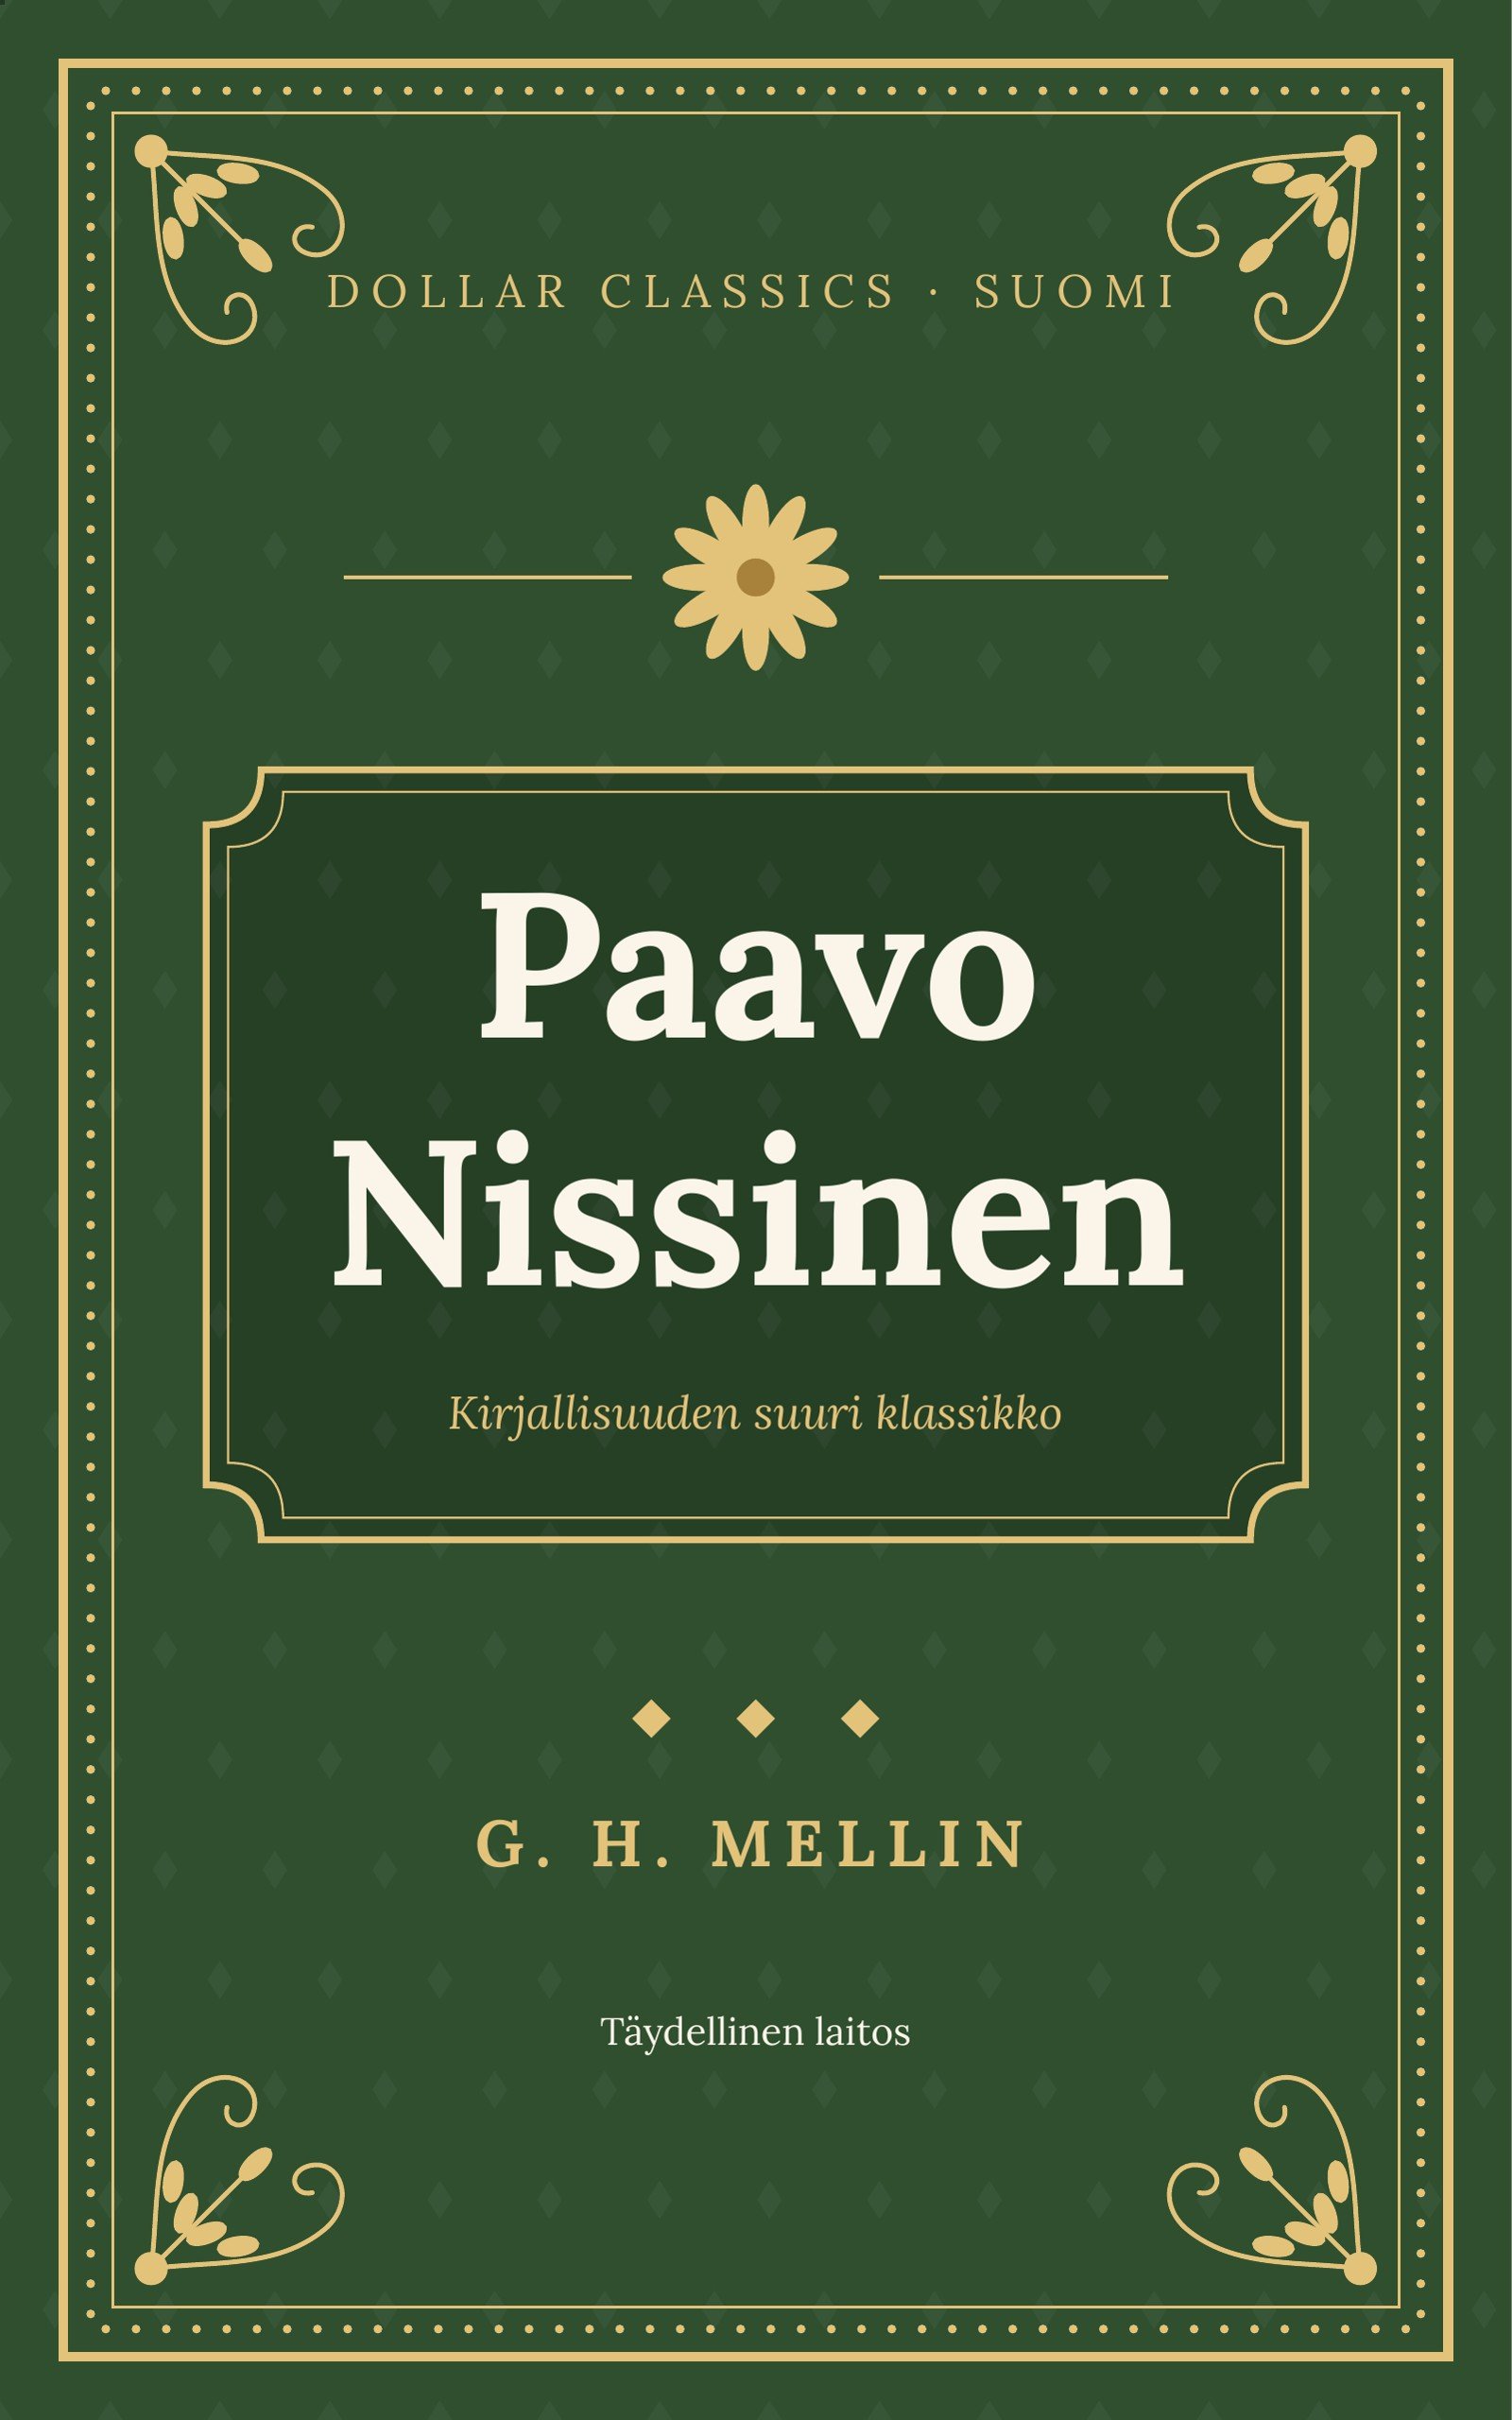 DOLLAR CLASSICS · SUOMI
Paavo
Nissinen
Kirjallisuuden suuri klassikko
G. H. MELLIN
Täydellinen laitos